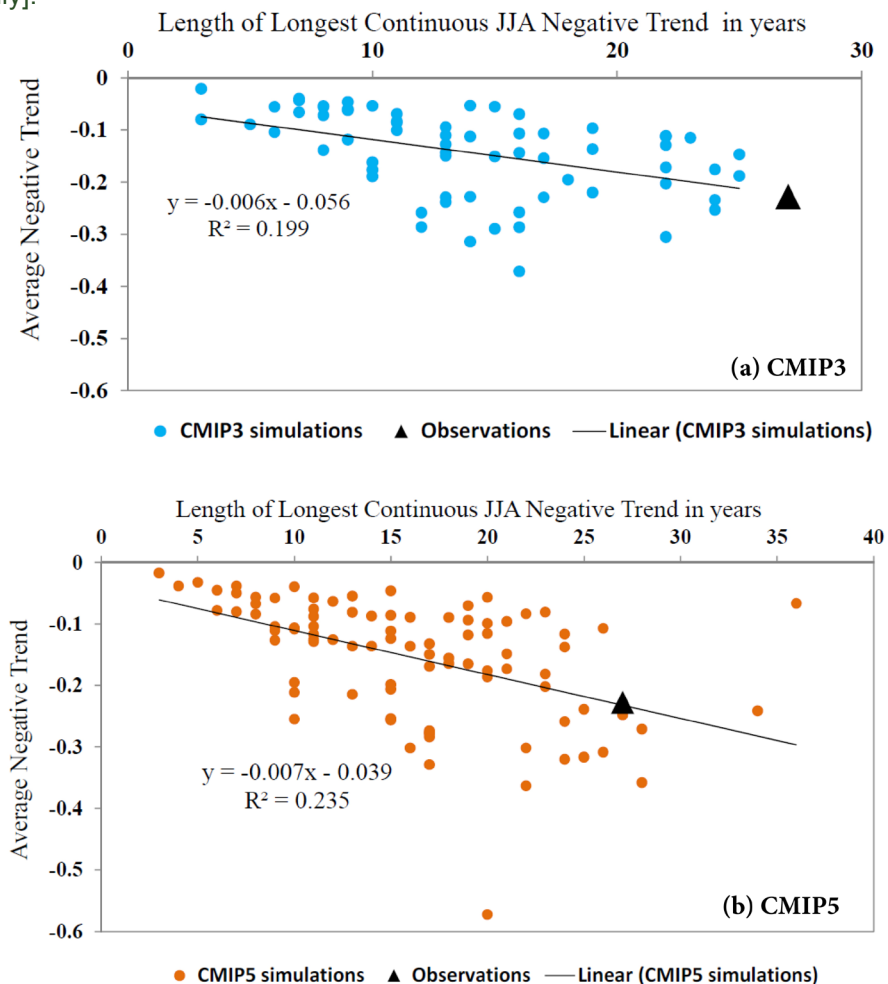 Length of Longest Continuous JJA Negative Trend in years
0 10 20 30
0
-0.1
-0.2
-0.3
-0.4
-0.5
-0.6
Average Negative Trend
y = -0.006x - 0.056
R² = 0.199
(a) CMIP3
CMIP3 simulations Observations Linear (CMIP3 simulations)
Length of Longest Continuous JJA Negative Trend in years
0 5 10 15 20 25 30 35 40
0
-0.1
-0.2
-0.3
-0.4
-0.5
-0.6
Average Negative Trend
y = -0.007x - 0.039
R² = 0.235
(b) CMIP5
CMIP5 simulations Observations Linear (CMIP5 simulations)